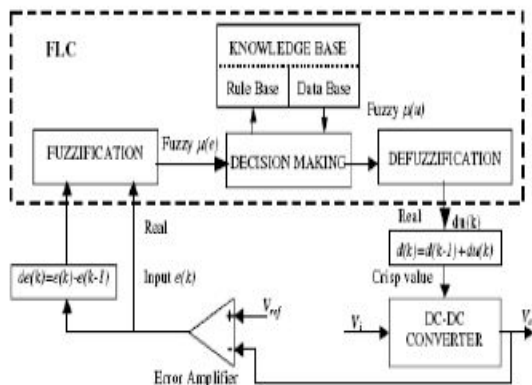 FLC
KNOWLEDGE BASE
Rule Base
Data Base
Fuzzy μ(u)
FUZZIFICATION
Fuzzy μ(e)
DECISION MAKING
DEFUZZIFICATION
Real
Real
du(k)
de(k)=e(k)-e(k-1)
Input e(k)
d(k)=d(k-1)+du(k)
Crisp value
Vref
+
-
Vi
DC-DC
CONVERTER
Error Amplifier